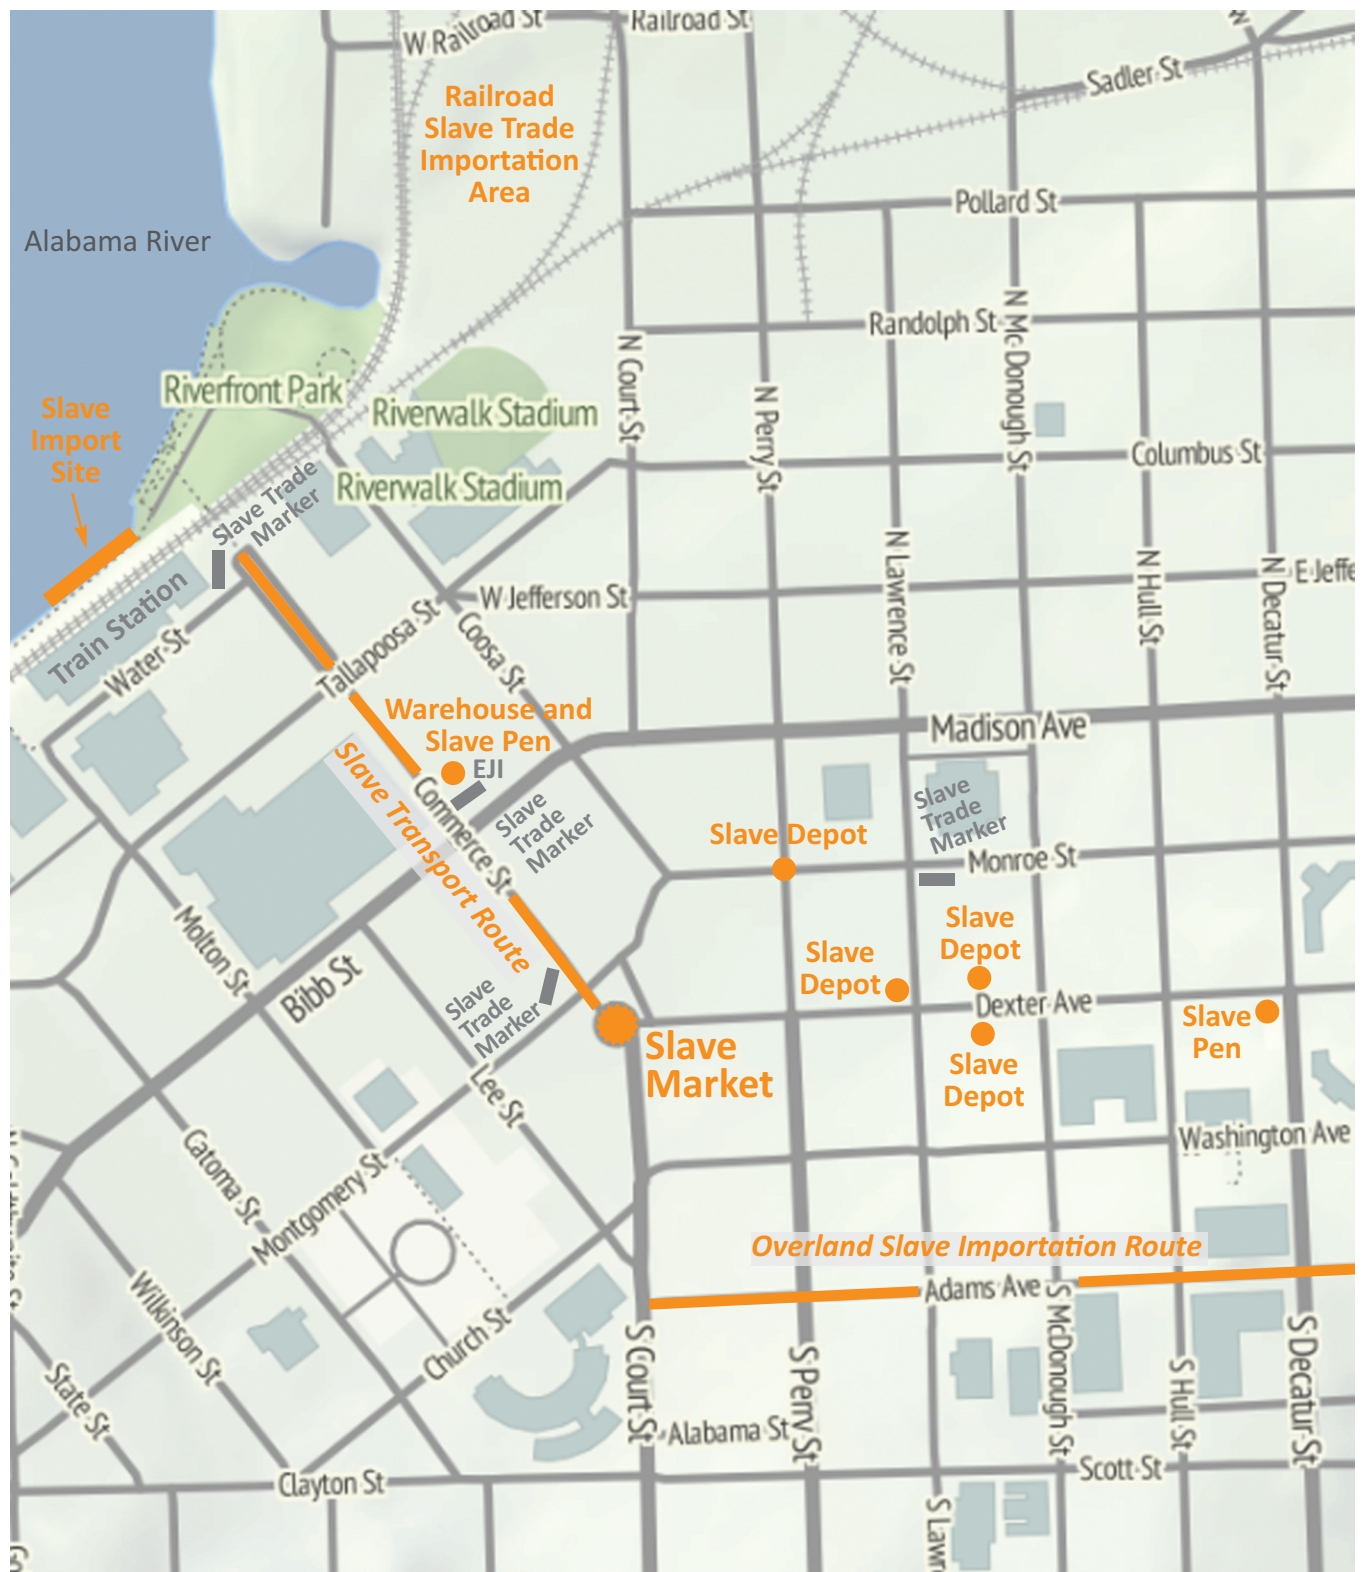 W Railroad St
Railroad St
Sadler St
Railroad
Slave Trade
Importation
Area
Pollard St
Alabama River
Randolph St
N McDonough St
N Court St
N Perry St
Riverfront Park
Riverwalk Stadium
Slave
Import
Site
Columbus St
Slave Trade
Marker
Riverwalk Stadium
N Lawrence St
N Hull St
N Decatur St
E Jeffe
W Jefferson St
Train Station
Water St
Tallapoosa St
Coosa St
Warehouse and
Slave Pen
EJI
Madison Ave
Slave Transport Route
Commerce St
Slave
Trade
Marker
Slave
Trade
Marker
Slave Depot
Monroe St
Molton St
Bibb St
Slave
Trade
Marker
Slave
Depot
Slave
Depot
Dexter Ave
Slave
Pen
Slave
Market
Slave
Depot
Lee St
Washington Ave
Catoma St
Montgomery St
Overland Slave Importation Route
Adams Ave
Wilkinson St
Church St
S McDonough St
S Court St
S Perry St
S Hull St
S Decatur St
State St
Alabama St
Clayton St
Scott St
S Lawr